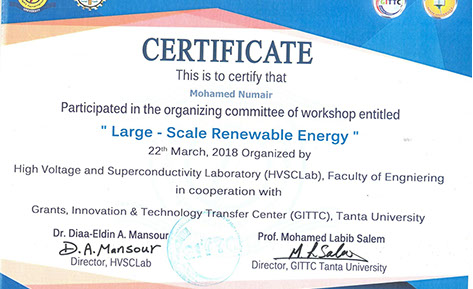 GITTC
CERTIFICATE
This is to certify that
Mohamed Numair
Participated in the organizing committee of workshop entitled
" Large - Scale Renewable Energy "
22th March, 2018 Organized by
High Voltage and Superconductivity Laboratory (HVSCLab), Faculty of Engniering
in cooperation with
Grants, Innovation & Technology Transfer Center (GITTC), Tanta University
Dr. Diaa-Eldin A. Mansour
Prof. Mohamed Labib Salem
D.A.Mansour
M L Salem
GITTC
Director, HVSCLab
Director, GITTC Tanta University